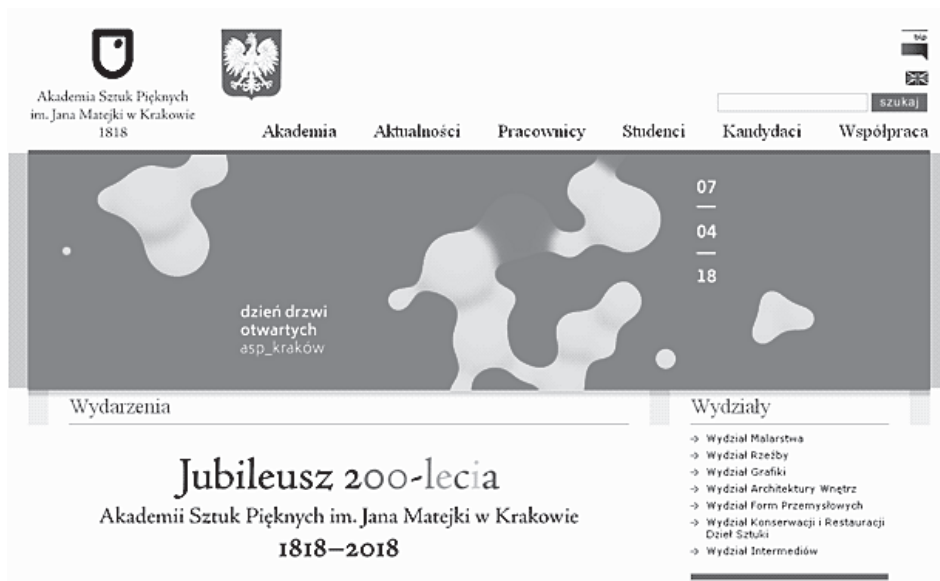 Akademia Sztuk Pięknych
im. Jana Matejki w Krakowie
1818
bip
szukaj
Akademia Aktualności Pracownicy Studenci Kandydaci Współpraca
07
04
18
dzień drzwi
otwartych
asp_kraków
Wydarzenia
Jubileusz 200-lecia
Akademii Sztuk Pięknych im. Jana Matejki w Krakowie
1818–2018
Wydziały
Wydział Malarstwa
Wydział Rzeźby
Wydział Grafiki
Wydział Architektury Wnętrz
Wydział Form Przemysłowych
Wydział Konserwacji i Restauracji
Dzieł Sztuki
Wydział Intermediów